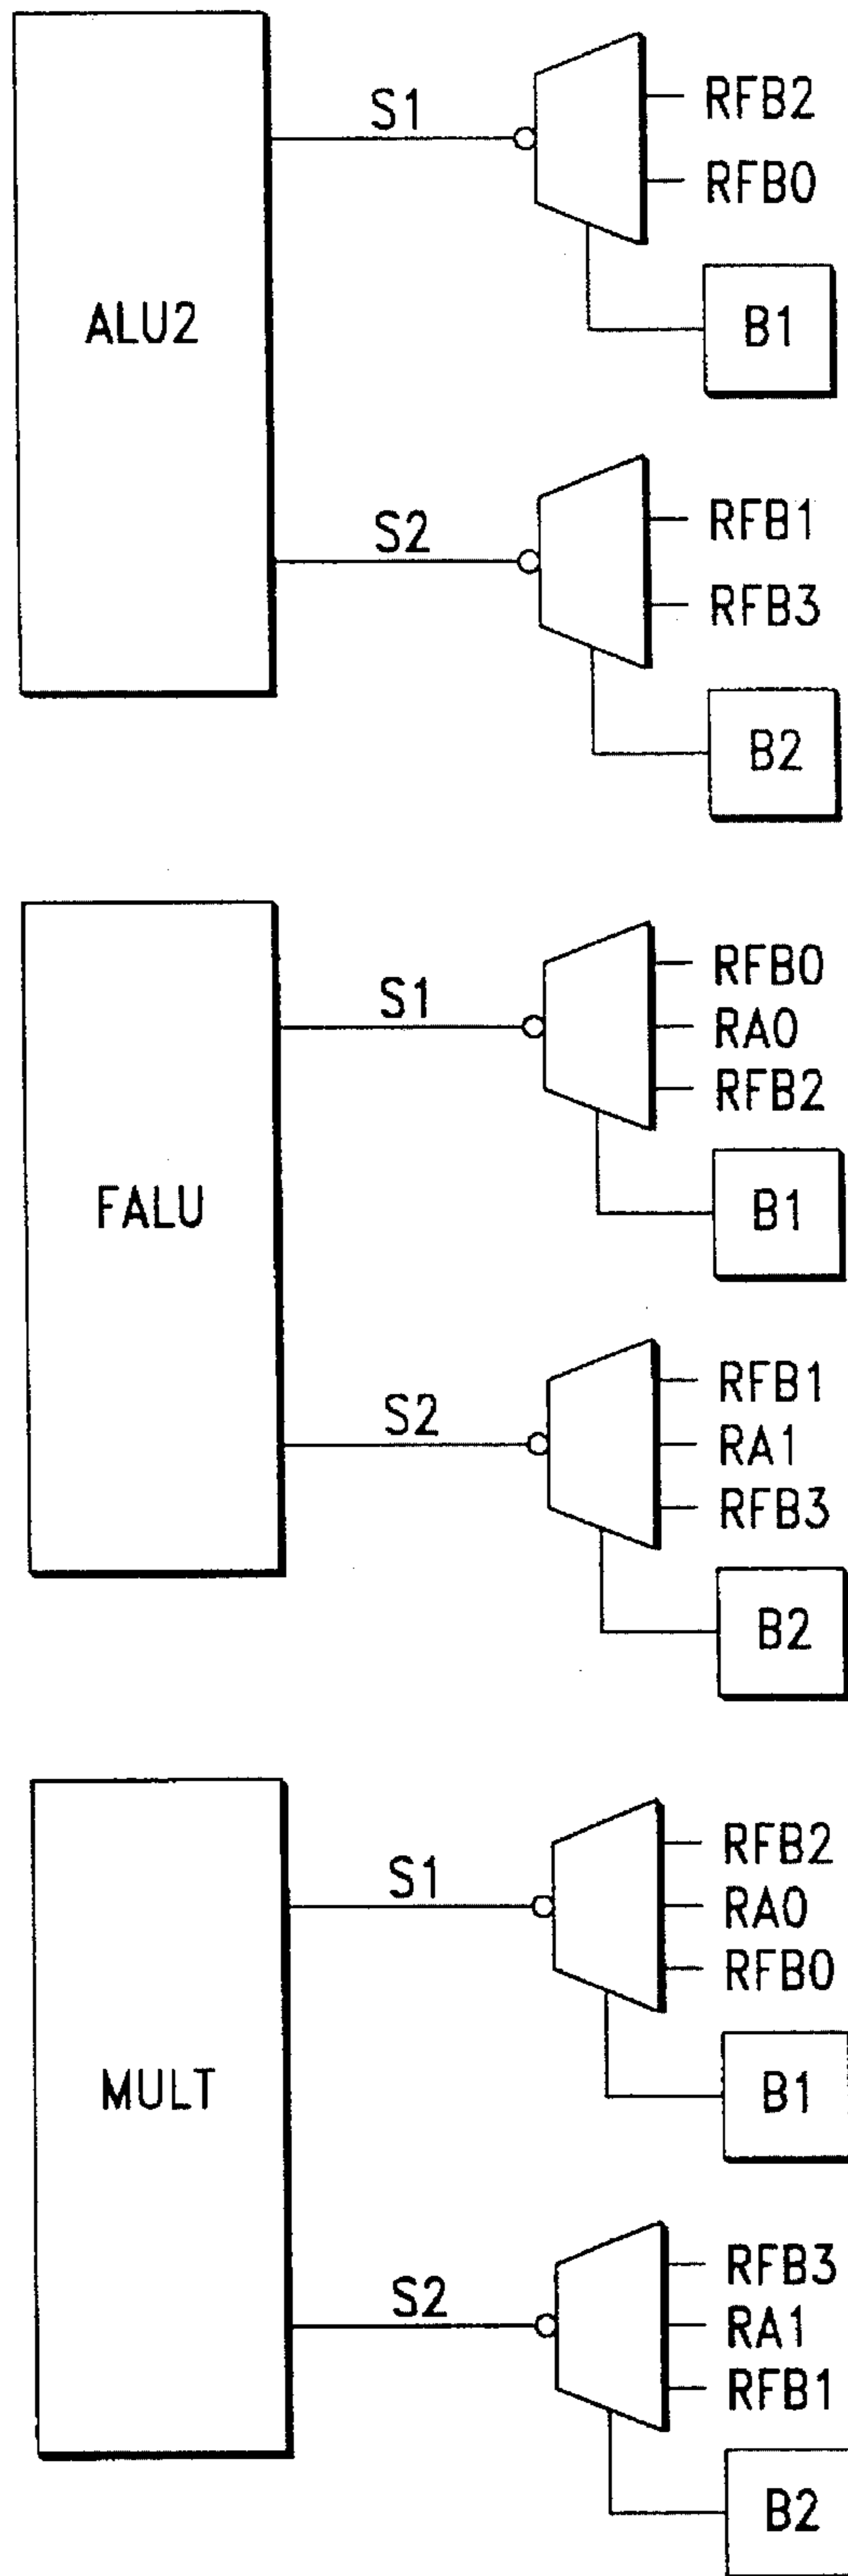 S1
RFB2
RFB0
ALU2
B1
S2
RFB1
RFB3
B2
S1
RFB0
RA0
RFB2
FALU
B1
S2
RFB1
RA1
RFB3
B2
S1
RFB2
RA0
RFB0
MULT
B1
S2
RFB3
RA1
RFB1
B2